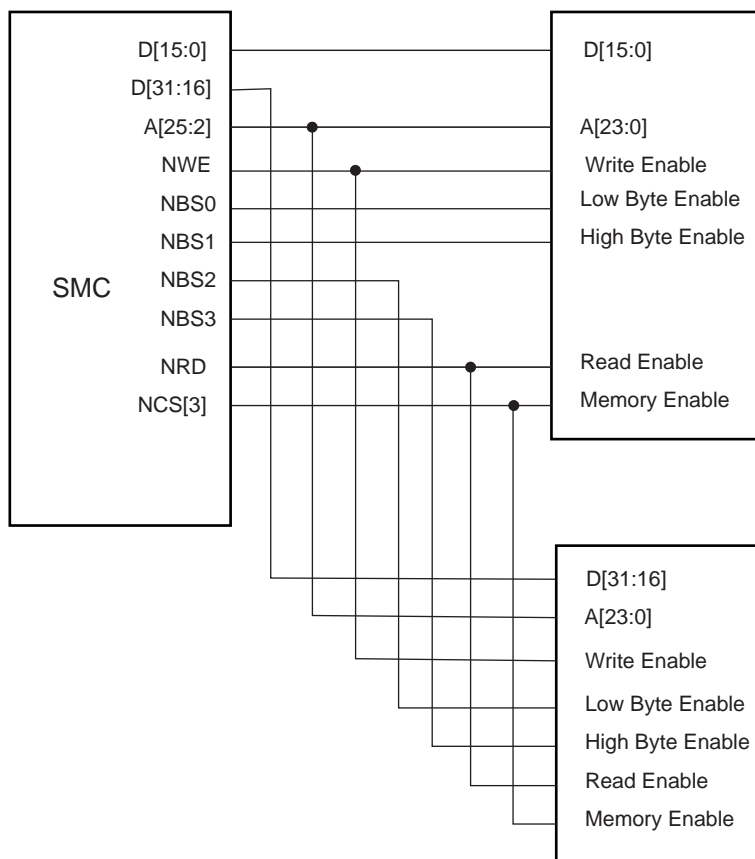 D[15:0]
D[31:16]
A[25:2]
NWE
NBS0
NBS1
NBS2
NBS3
NRD
NCS[3]
SMC
D[15:0]
A[23:0]
Write Enable
Low Byte Enable
High Byte Enable
Read Enable
Memory Enable
D[31:16]
A[23:0]
Write Enable
Low Byte Enable
High Byte Enable
Read Enable
Memory Enable